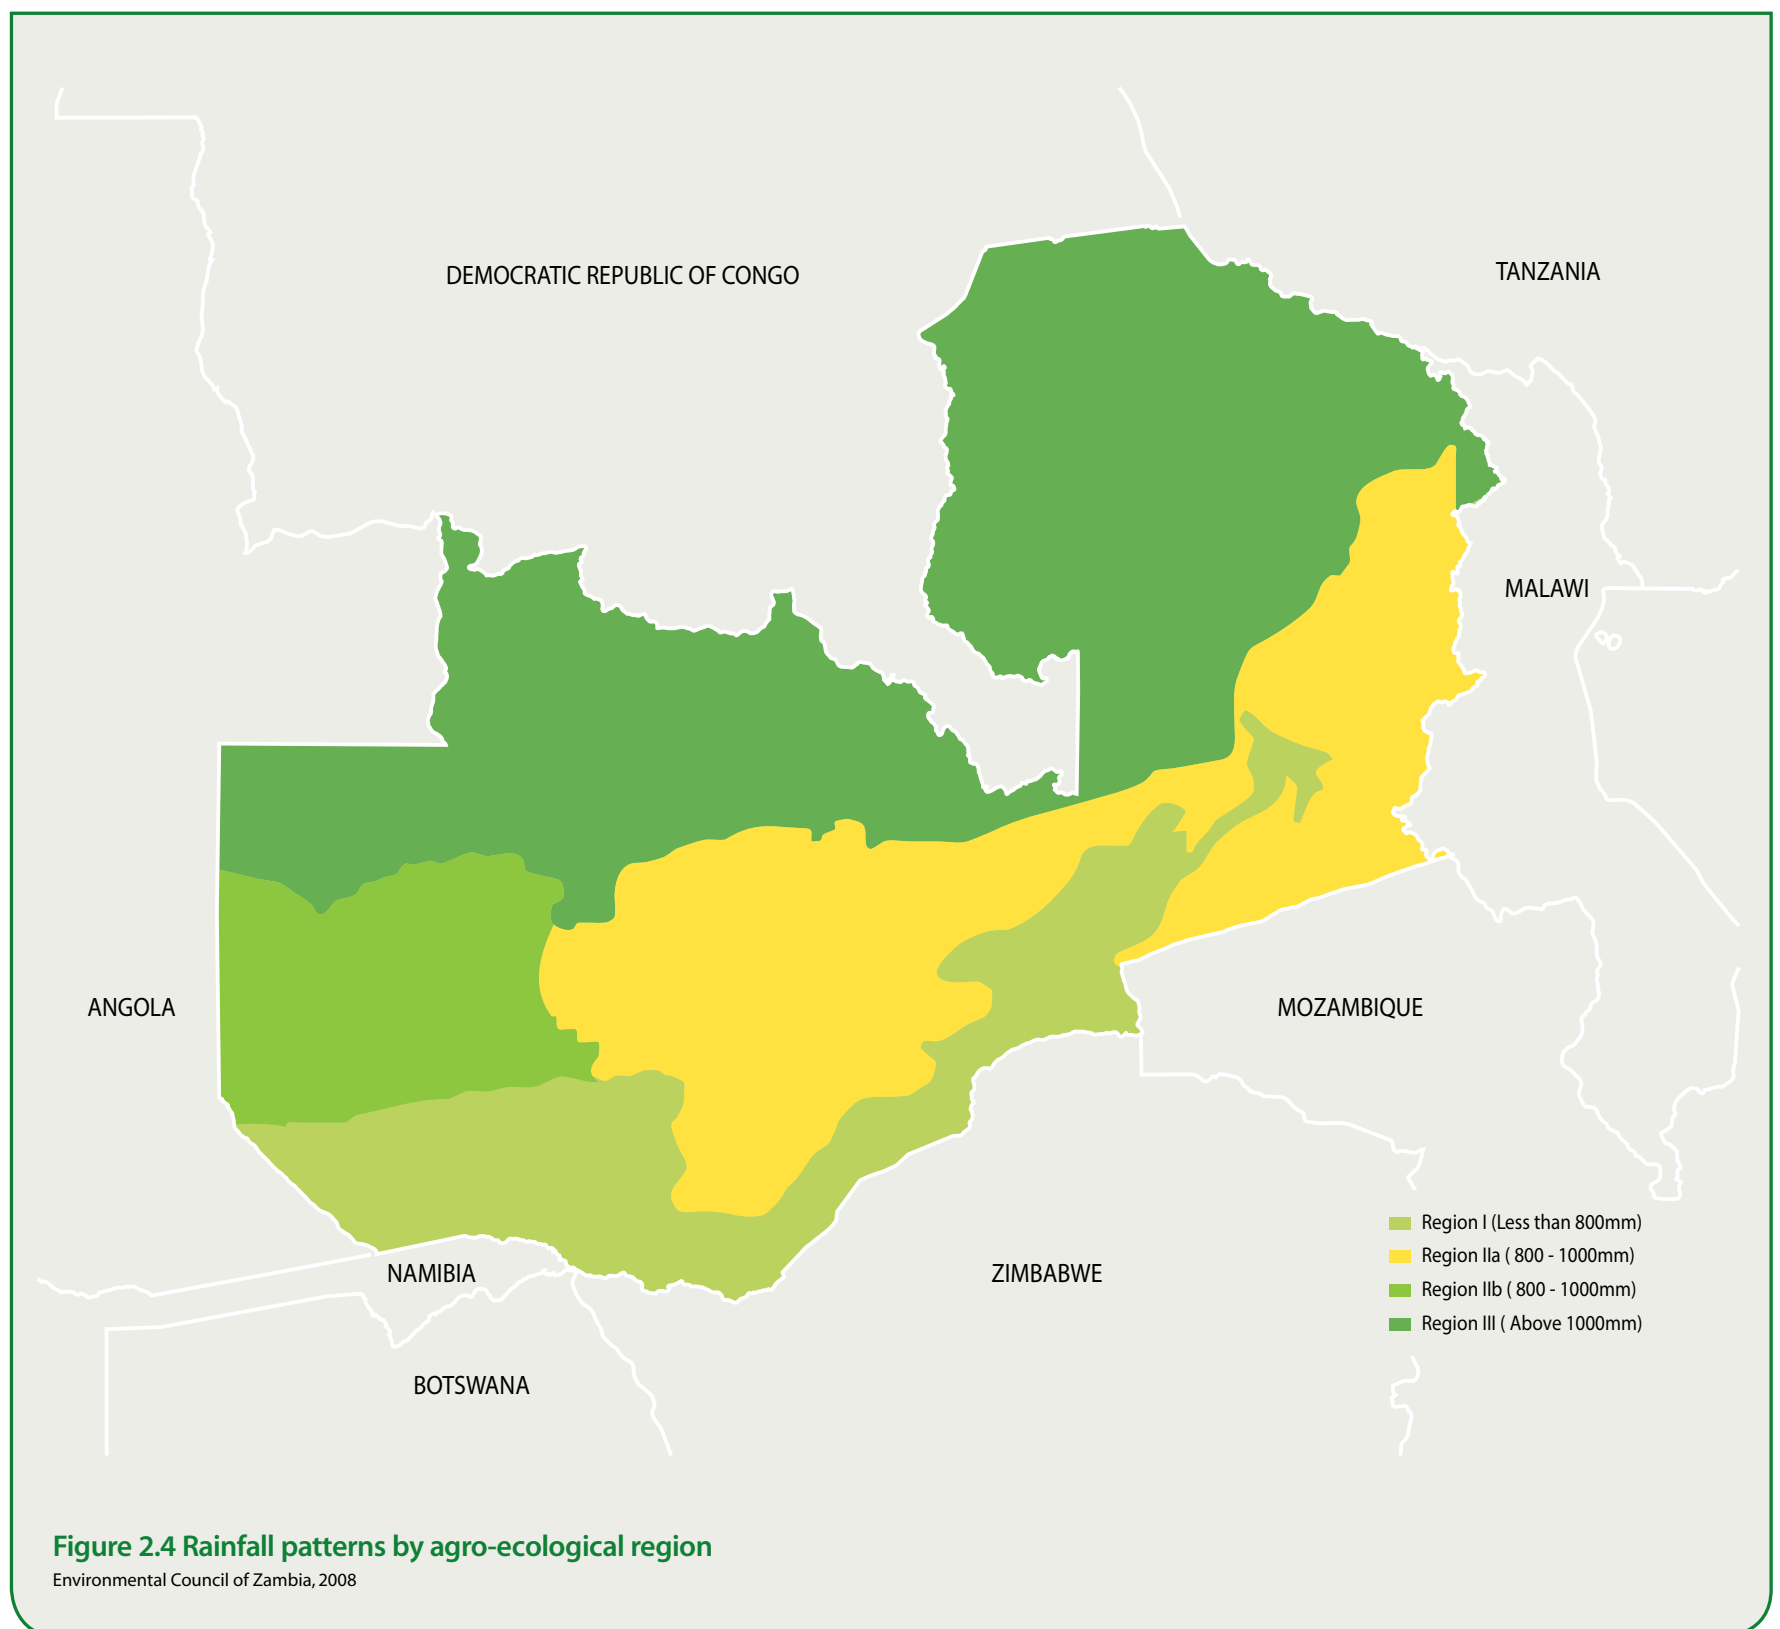 DEMOCRATIC REPUBLIC OF CONGO
TANZANIA
MALAWI
ANGOLA
MOZAMBIQUE
NAMIBIA
ZIMBABWE
BOTSWANA
Region I (Less than 800mm)
Region IIa ( 800 - 1000mm)
Region IIb ( 800 - 1000mm)
Region III ( Above 1000mm)
Figure 2.4 Rainfall patterns by agro-ecological region
Environmental Council of Zambia, 2008